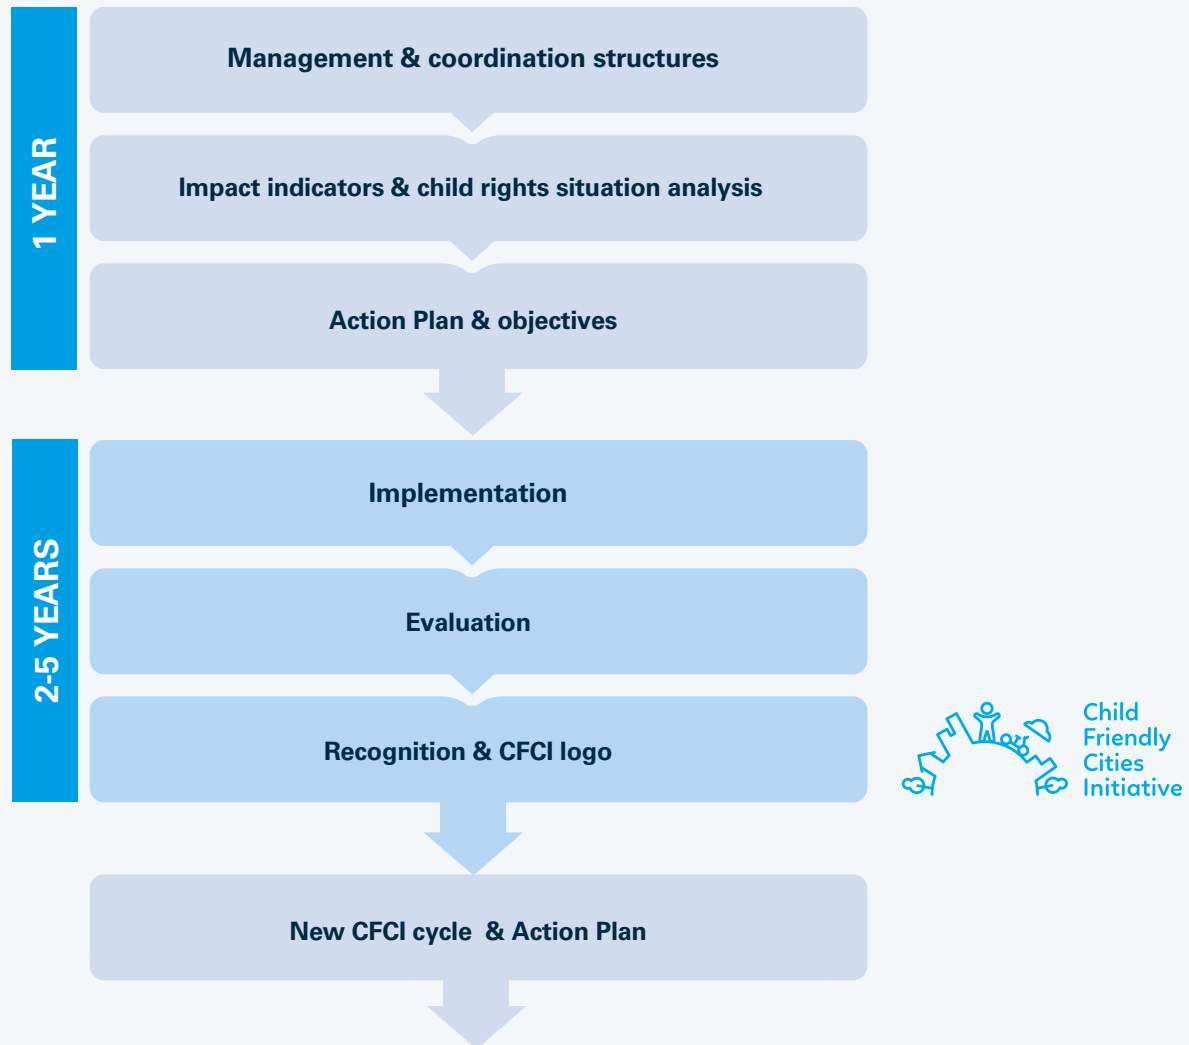 1 YEAR
Management & coordination structures
Impact indicators & child rights situation analysis
Action Plan & objectives
2-5 YEARS
Implementation
Evaluation
Recognition & CFCI logo
Child
Friendly
Cities
Initiative
New CFCI cycle & Action Plan